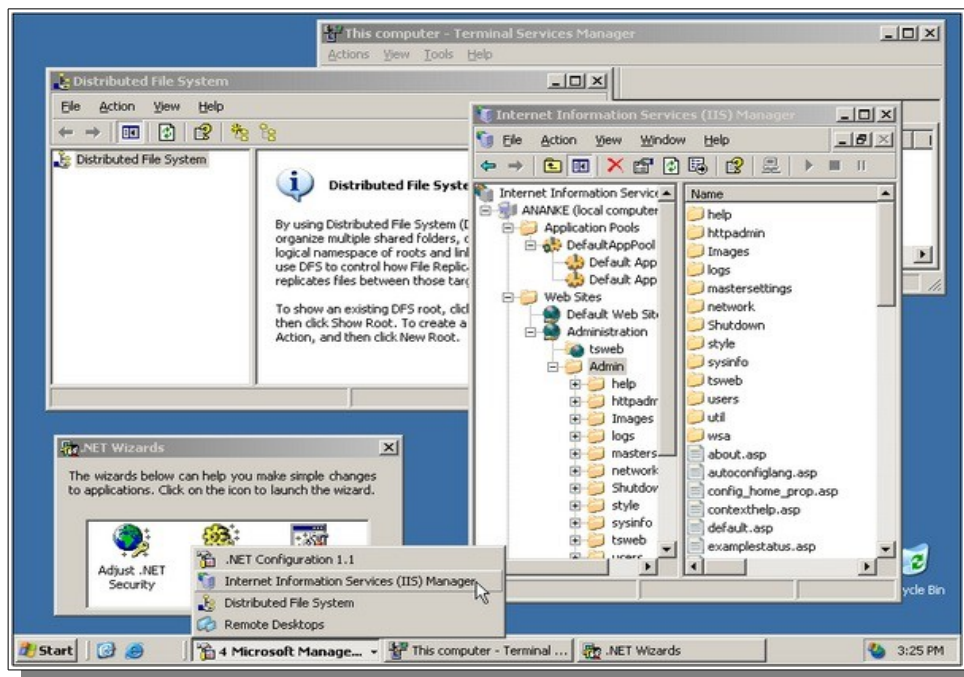 This computer - Terminal Services Manager
Actions View Tools Help
Distributed File System
File Action View Help
Distributed File System
Distributed File Syste
By using Distributed File System (D
organize multiple shared folders, c
logical namespace of roots and link
use DFS to control how File Replic
replicates files between those targ
To show an existing DFS root, click
then click Show Root. To create a
Action, and then click New Root.
Internet Information Services (IIS) Manager
File Action View Window Help
Internet Information Service
ANANKE (local computer
Application Pools
DefaultAppPool
Default App
Default App
Web Sites
Default Web Sit
Administration
tsweb
Admin
help
httpadm
Images
logs
masters
network
Shutdow
style
sysinfo
tsweb
users
Name
help
httpadmin
Images
logs
mastersettings
network
Shutdown
style
sysinfo
tsweb
users
util
wsa
about.asp
autoconfiglang.asp
config_home_prop.asp
contexthelp.asp
default.asp
examplestatus.asp
.NET Wizards
The wizards below can help you make simple changes
to applications. Click on the icon to launch the wizard.
Adjust .NET
Security
.NET Configuration 1.1
Internet Information Services (IIS) Manager
Distributed File System
Remote Desktops
ycle Bin
Start
4 Microsoft Manage...
This computer - Terminal ...
.NET Wizards
3:25 PM